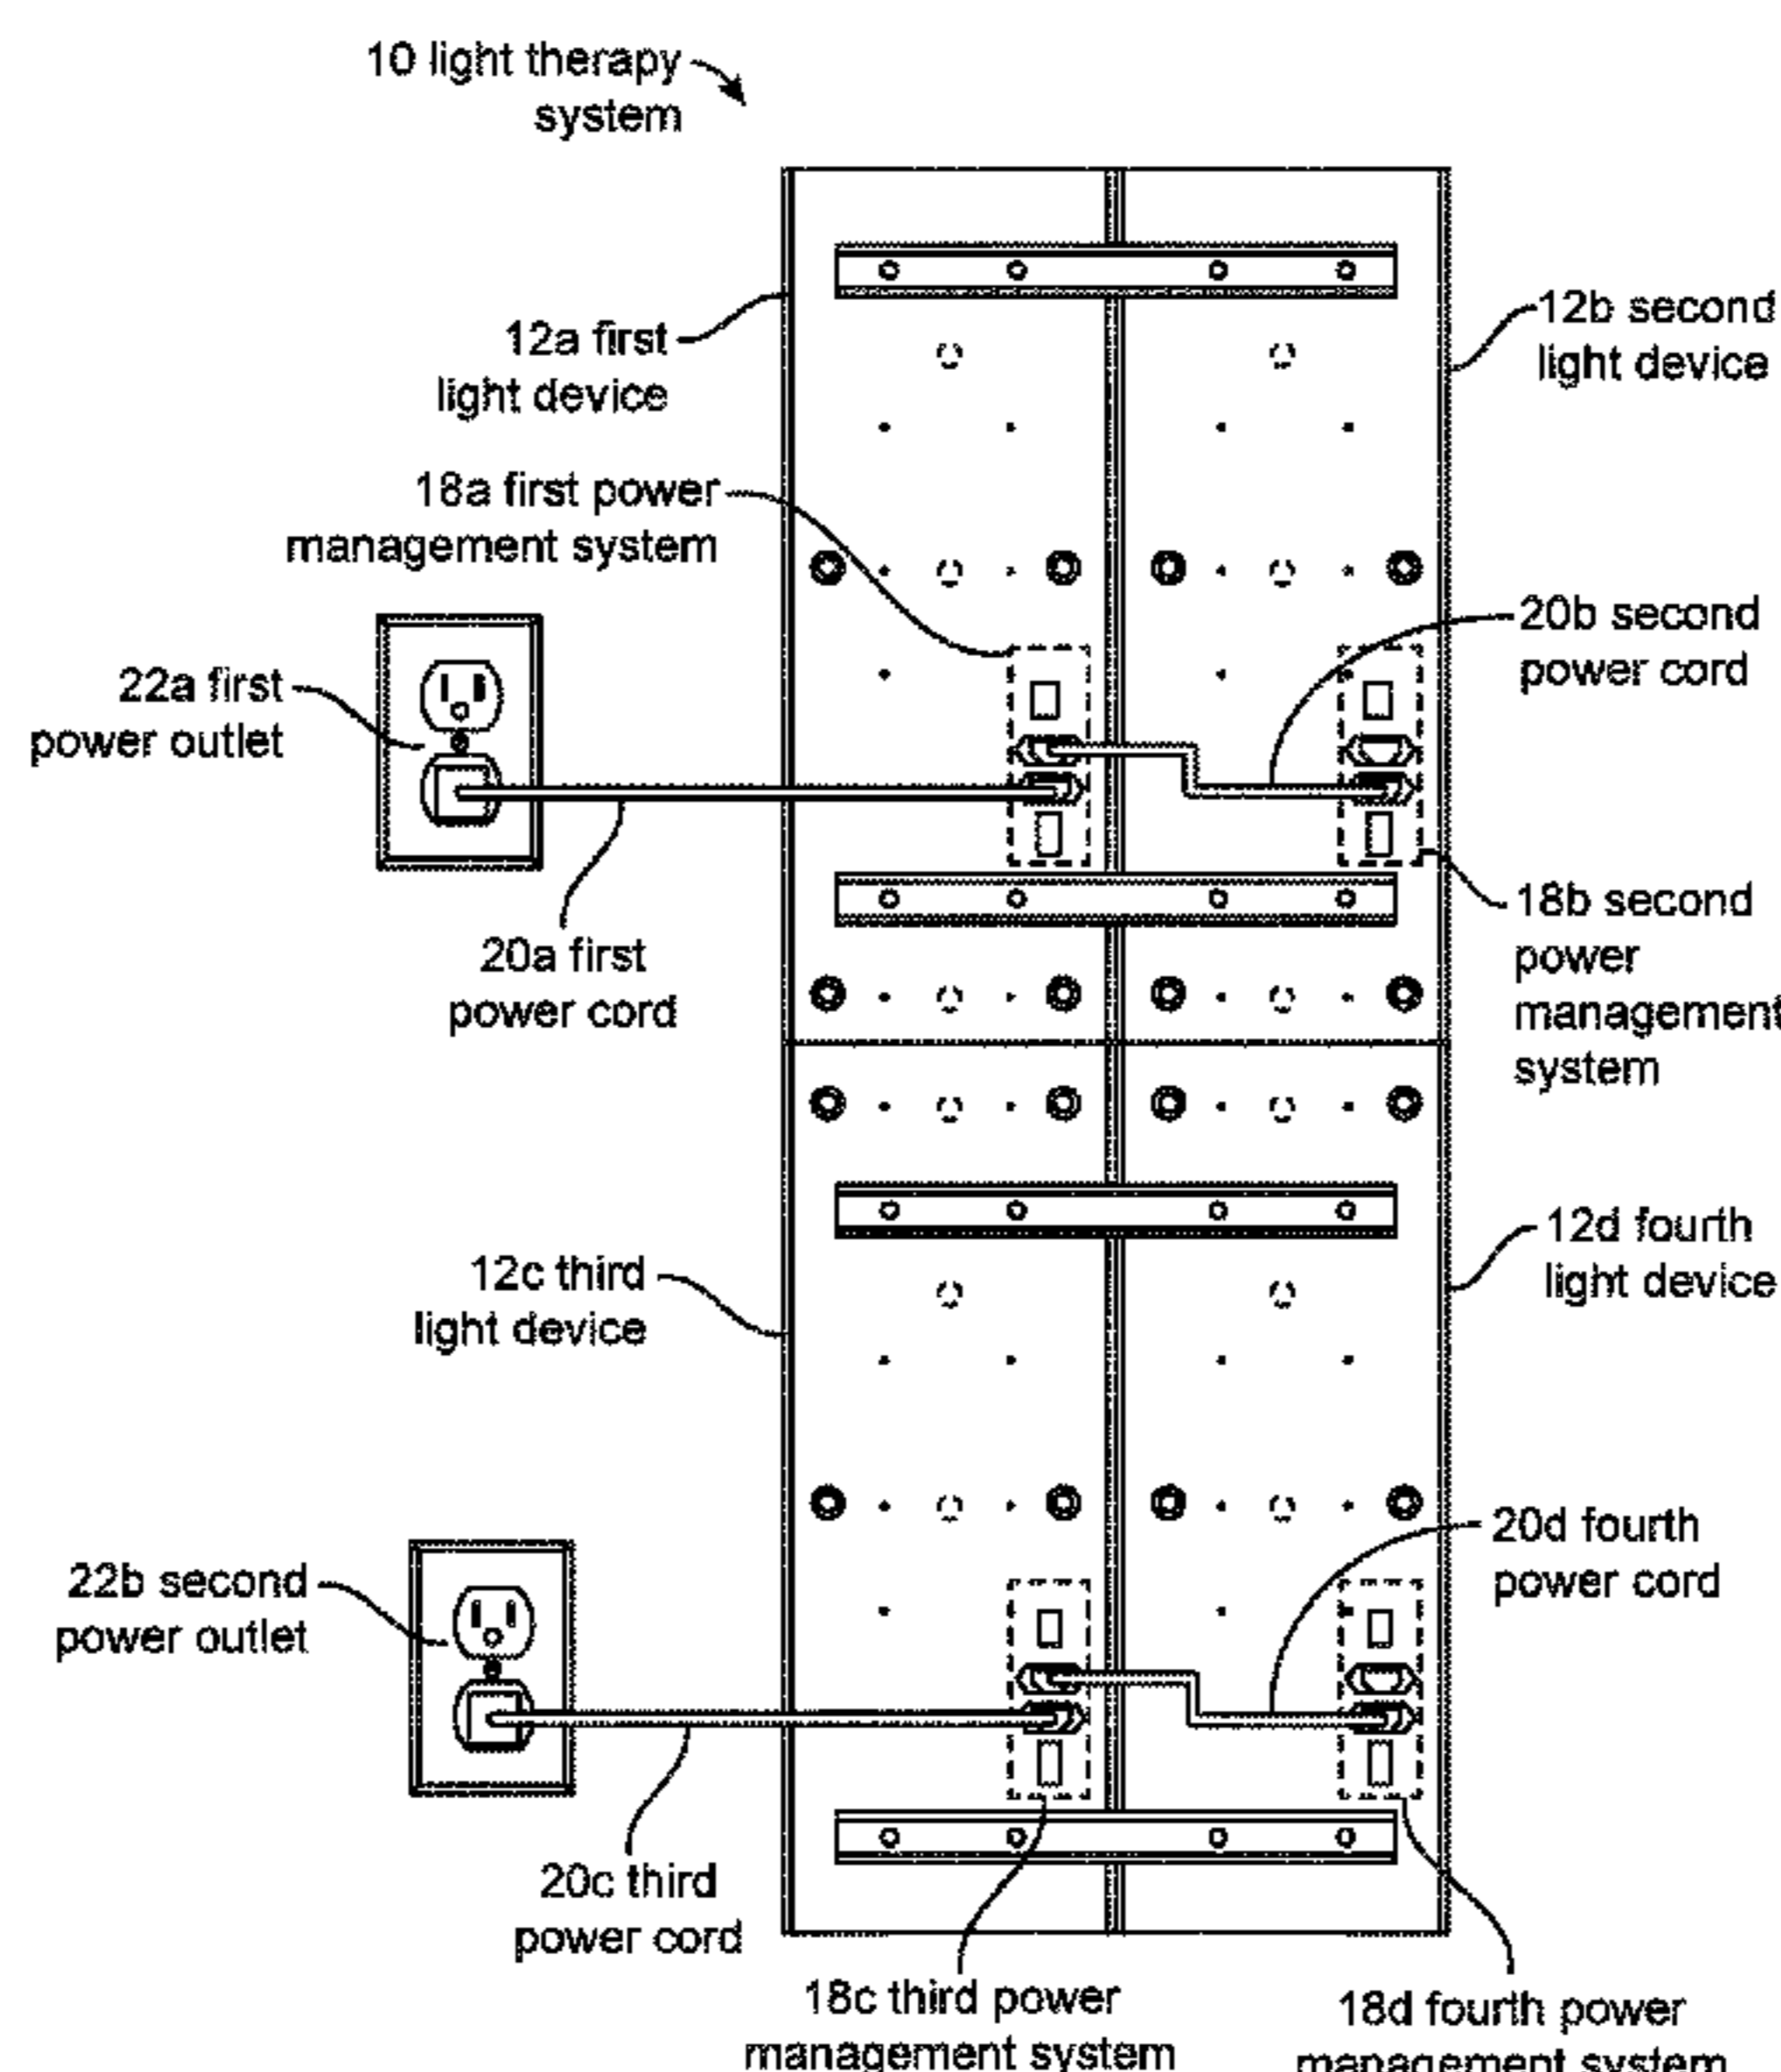 10 light therapy
system
12a first
light device
12b second
light device
18a first power
management system
20b second
power cord
22a first
power outlet
18b second
power
management
system
20a first
power cord
12c third
light device
12d fourth
light device
22b second
power outlet
20d fourth
power cord
20c third
power cord
18c third power
management system
18d fourth power
management system